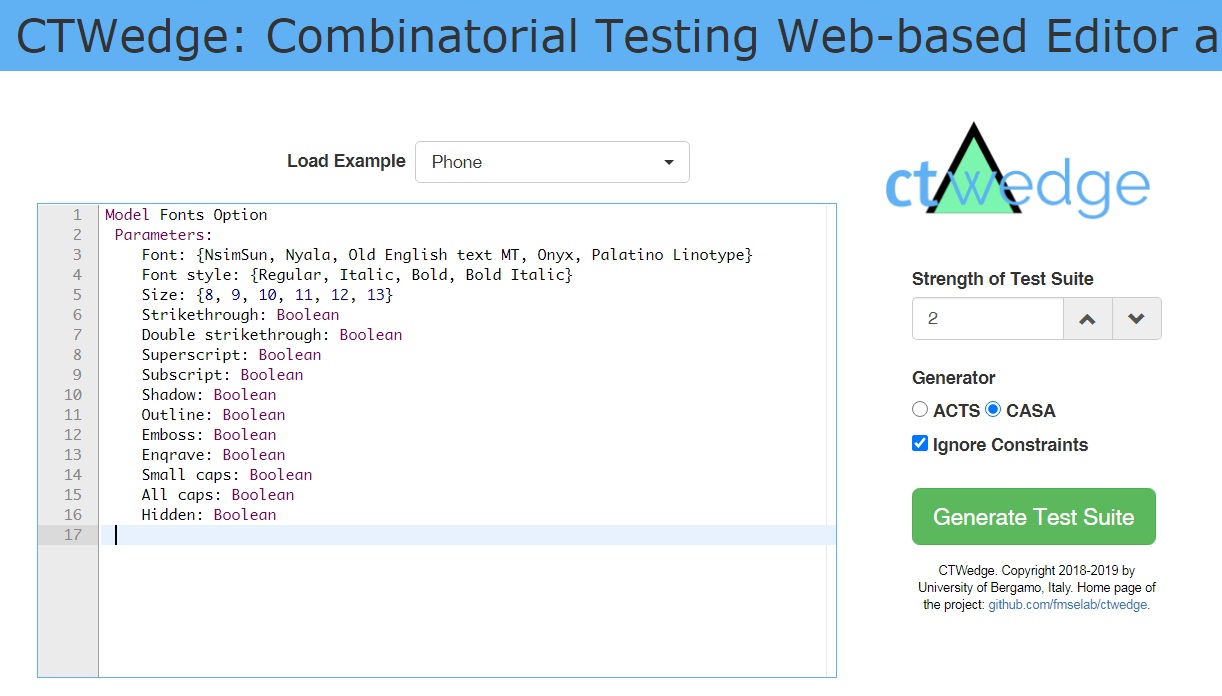 CTWedge: Combinatorial Testing Web-based Editor a
Load Example Phone
ctwedge
1 Model Fonts Option
2 Parameters:
3 Font: {NsimSun, Nyala, Old English text MT, Onyx, Palatino Linotype}
4 Font style: {Regular, Italic, Bold, Bold Italic}
5 Size: {8, 9, 10, 11, 12, 13}
6 Strikethrough: Boolean
7 Double strikethrough: Boolean
8 Superscript: Boolean
9 Subscript: Boolean
10 Shadow: Boolean
11 Outline: Boolean
12 Emboss: Boolean
13 Enqrave: Boolean
14 Small caps: Boolean
15 All caps: Boolean
16 Hidden: Boolean
17
Strength of Test Suite
2
Generator
ACTS CASA
Ignore Constraints
Generate Test Suite
CTWedge. Copyright 2018-2019 by
University of Bergamo, Italy. Home page of
the project: github.com/fmselab/ctwedge.